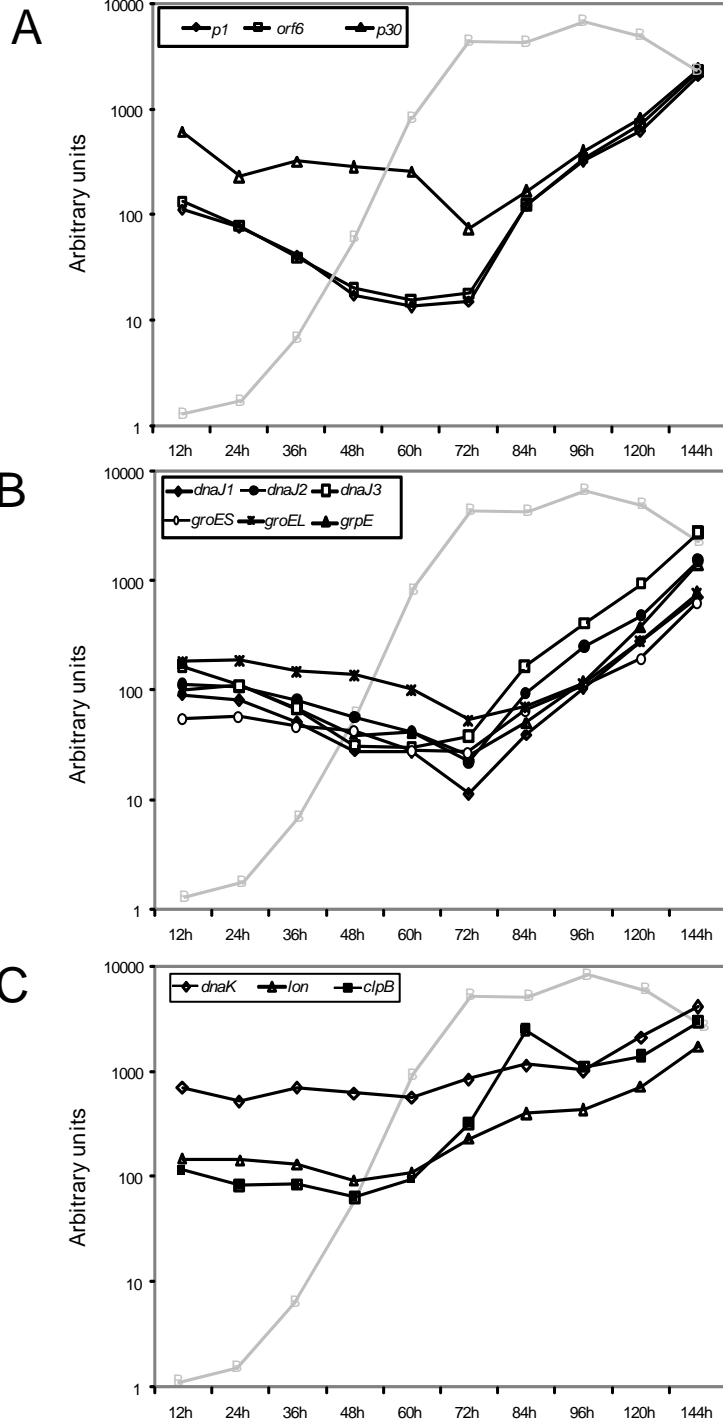 A
p1 orf6 p30
Arbitrary units
10000
1000
100
10
1
12h 24h 36h 48h 60h 72h 84h 96h 120h 144h
B
dnaJ1 dnaJ2 dnaJ3
groES groEL grpE
10000
1000
100
10
1
12h 24h 36h 48h 60h 72h 84h 96h 120h 144h
C
dnaK lon clpB
Arbitrary units
10000
1000
100
10
1
12h 24h 36h 48h 60h 72h 84h 96h 120h 144h